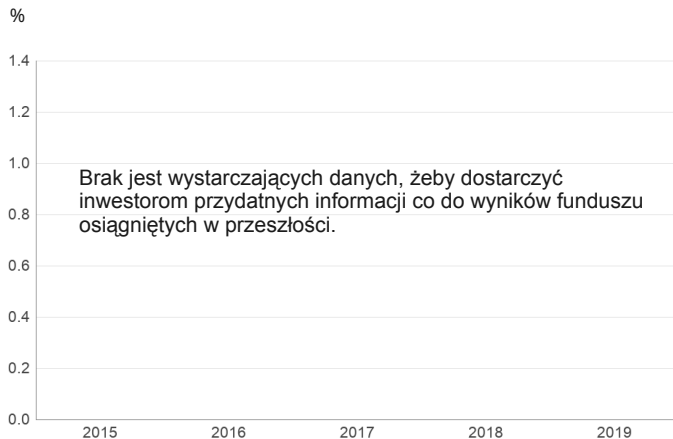 %
1.4
1.2
1.0
Brak jest wystarczających danych, żeby dostarczyć
inwestorom przydatnych informacji co do wyników funduszu
0.8
osiągniętych w przeszłości.
0.6
0.4
0.2
0.0
2015 2016 2017 2018 2019